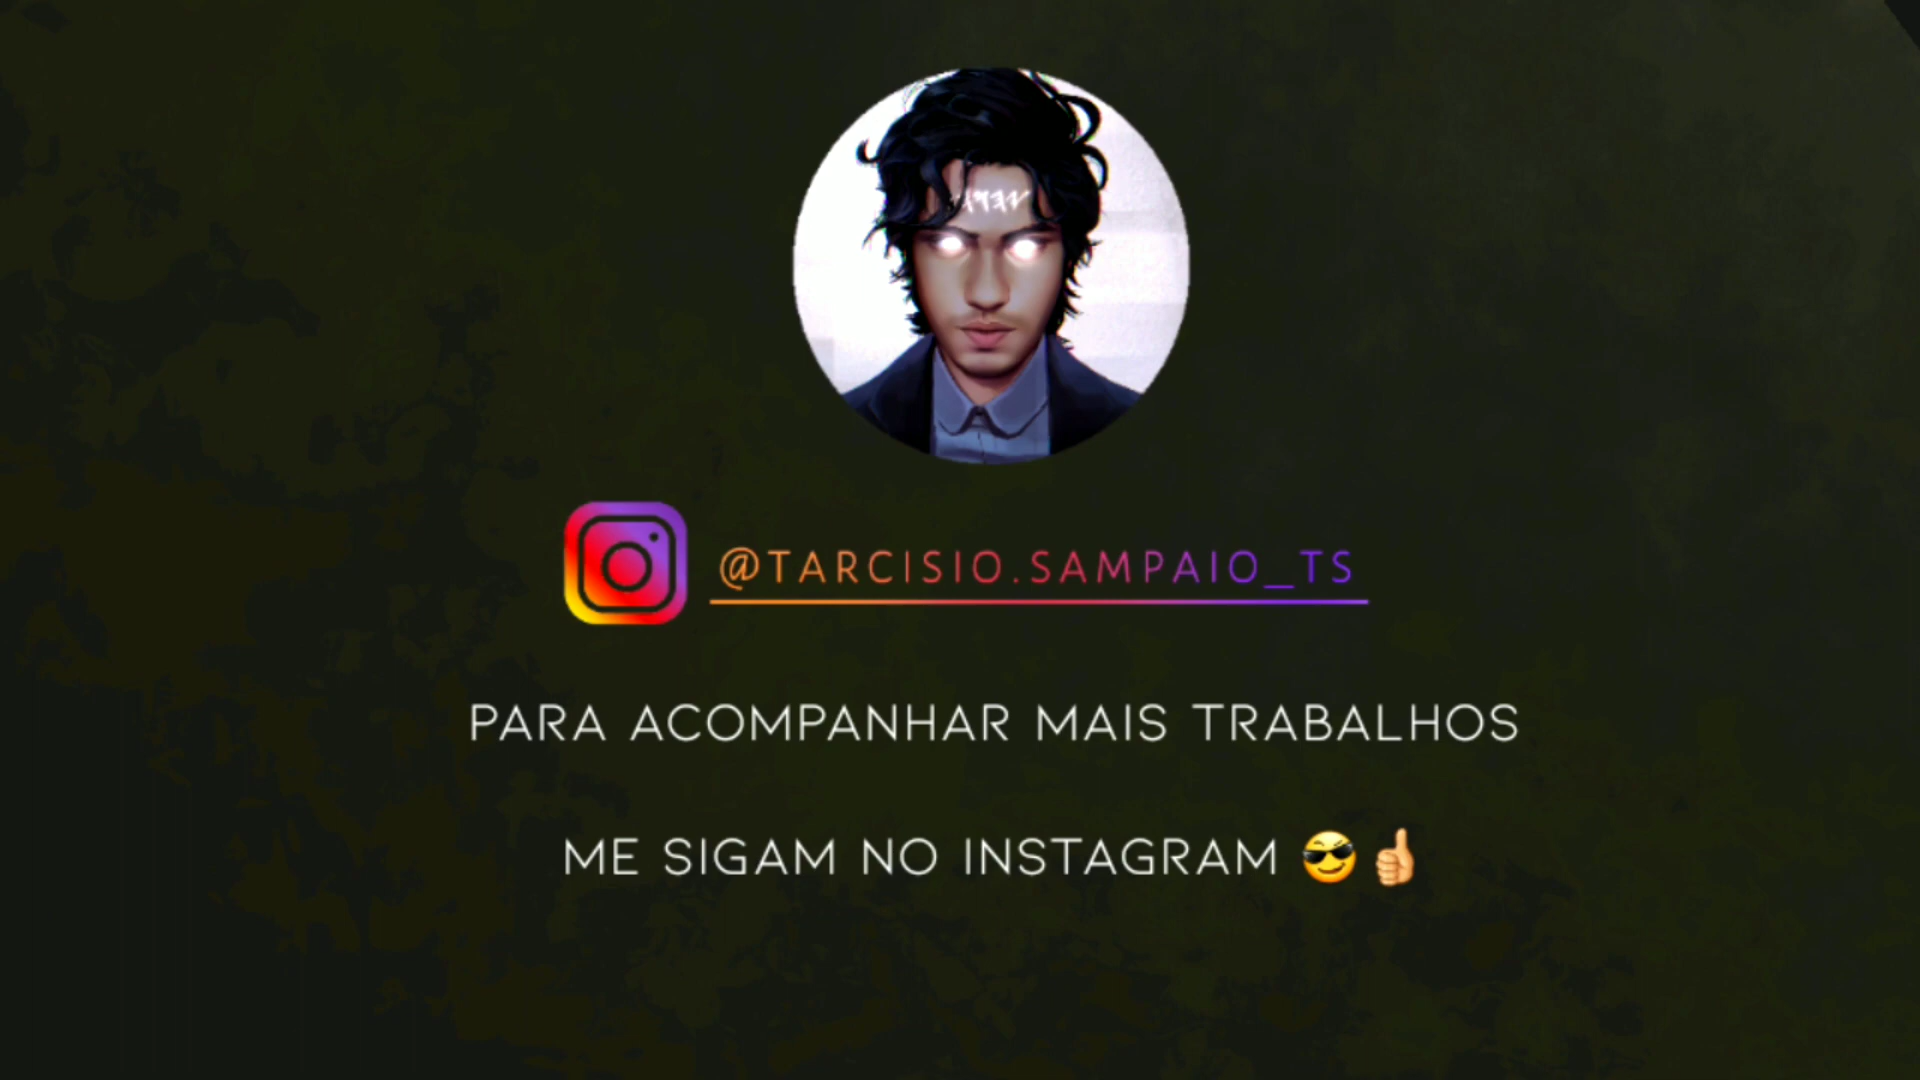 @TARCISIO.SAMPAIO_TS
PARA ACOMPANHAR MAIS TRABALHOS
ME SIGAM NO INSTAGRAM 😎👍🏼